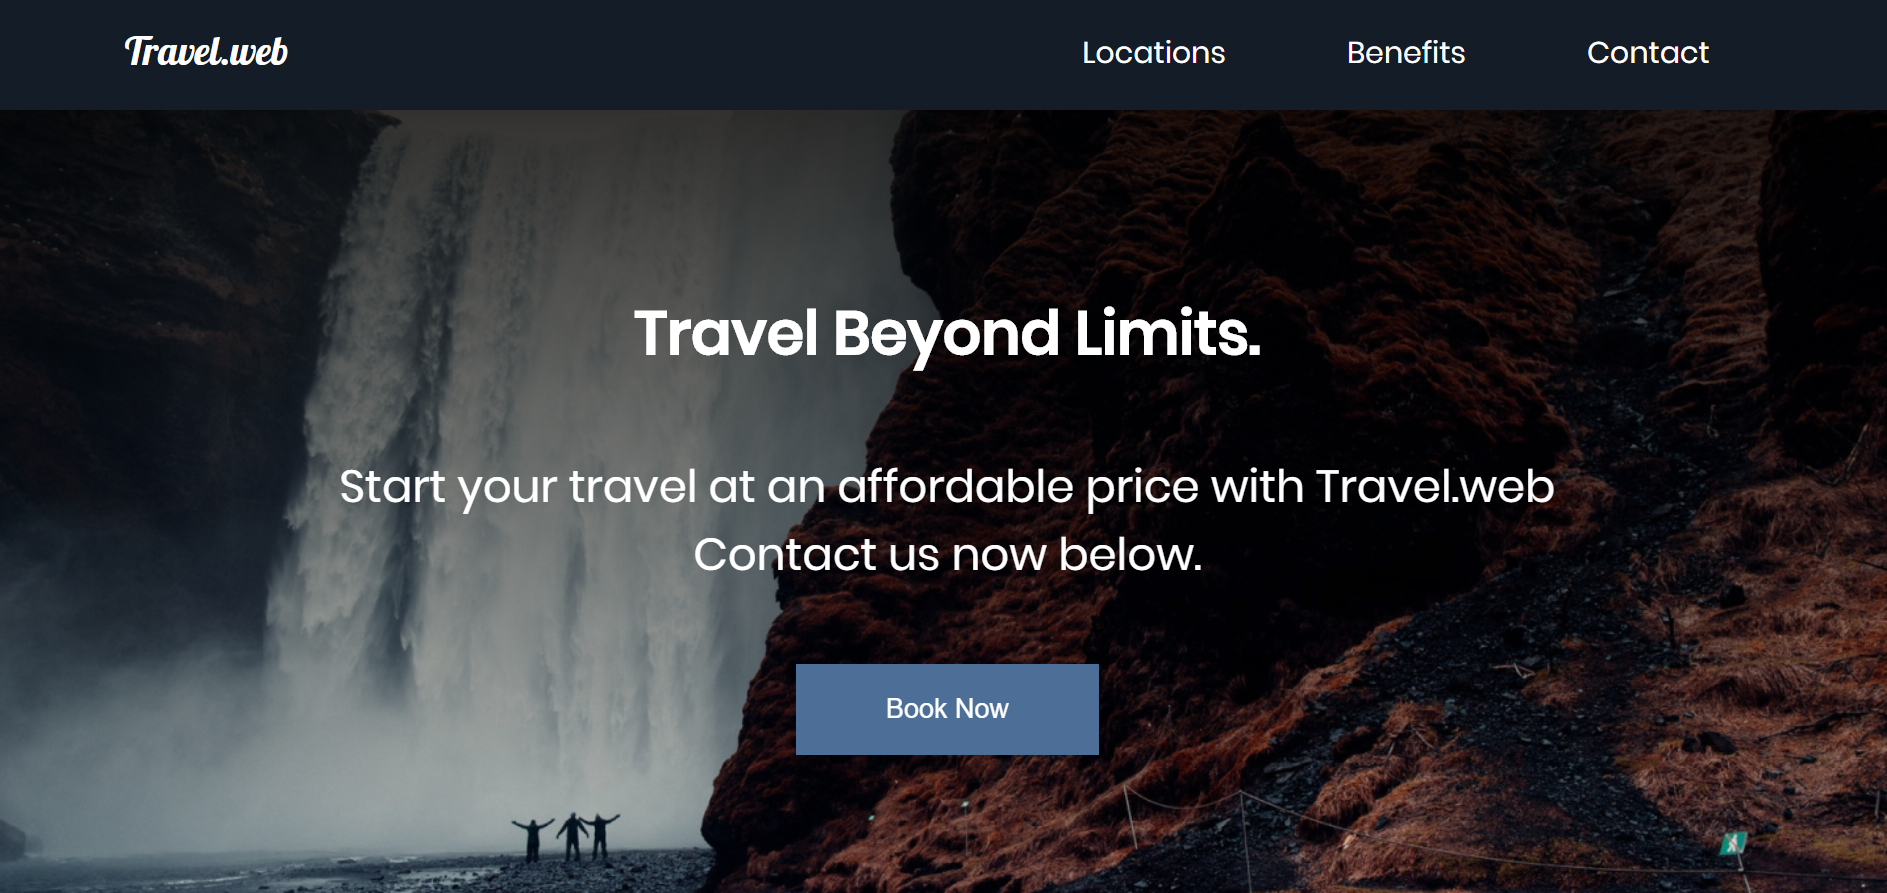 Travel.web
Locations
Benefits
Contact
Travel Beyond Limits.
Start your travel at an affordable price with Travel.web
Contact us now below.
Book Now